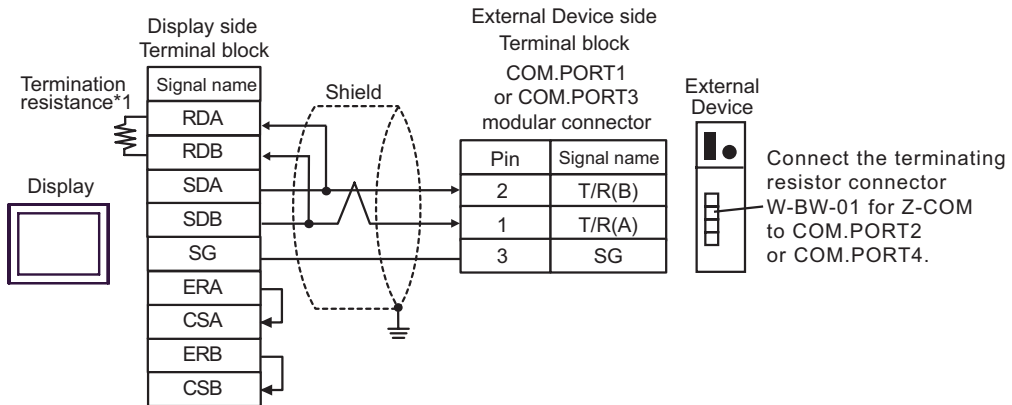 Display side
Terminal block
External Device side
Terminal block
COM.PORT1
or COM.PORT3
modular connector
Termination
resistance*1
Signal name
RDA
RDB
SDA
SDB
SG
ERA
CSA
ERB
CSB
Display
Shield
Pin
Signal name
2
T/R(B)
1
T/R(A)
3
SG
External
Device
Connect the terminating
resistor connector
W-BW-01 for Z-COM
to COM.PORT2
or COM.PORT4.